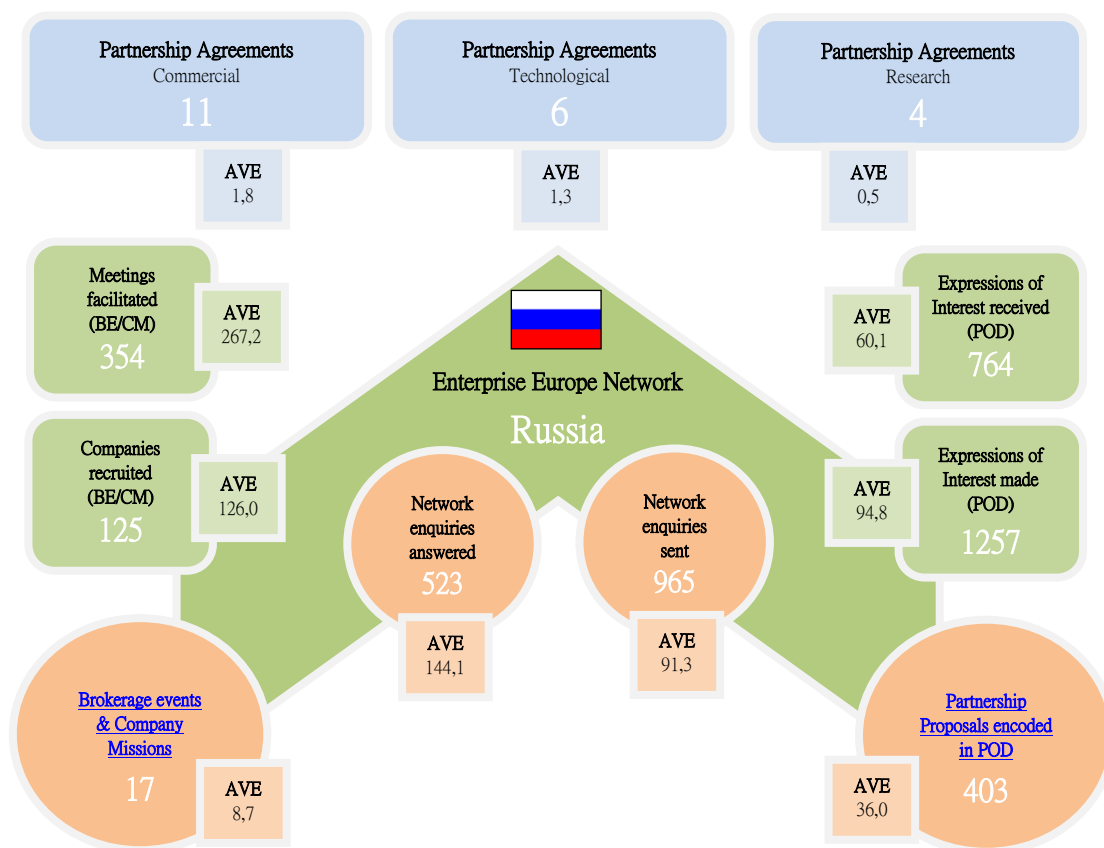 Partnership Agreements
Commercial
11
AVE
1,8
Partnership Agreements
Technological
6
AVE
1,3
Partnership Agreements
Research
4
AVE
0,5
Meetings
facilitated
(BE/CM)
354
AVE
267,2
Expressions of
Interest received
(POD)
764
AVE
60,1
Enterprise Europe Network
Russia
Companies
recruited
(BE/CM)
125
AVE
126,0
Network
enquiries
answered
523
AVE
144,1
Network
enquiries
sent
965
AVE
91,3
Expressions of
Interest made
(POD)
1257
AVE
94,8
Brokerage events
& Company
Missions
17
AVE
8,7
Partnership
Proposals encoded
in POD
403
AVE
36,0